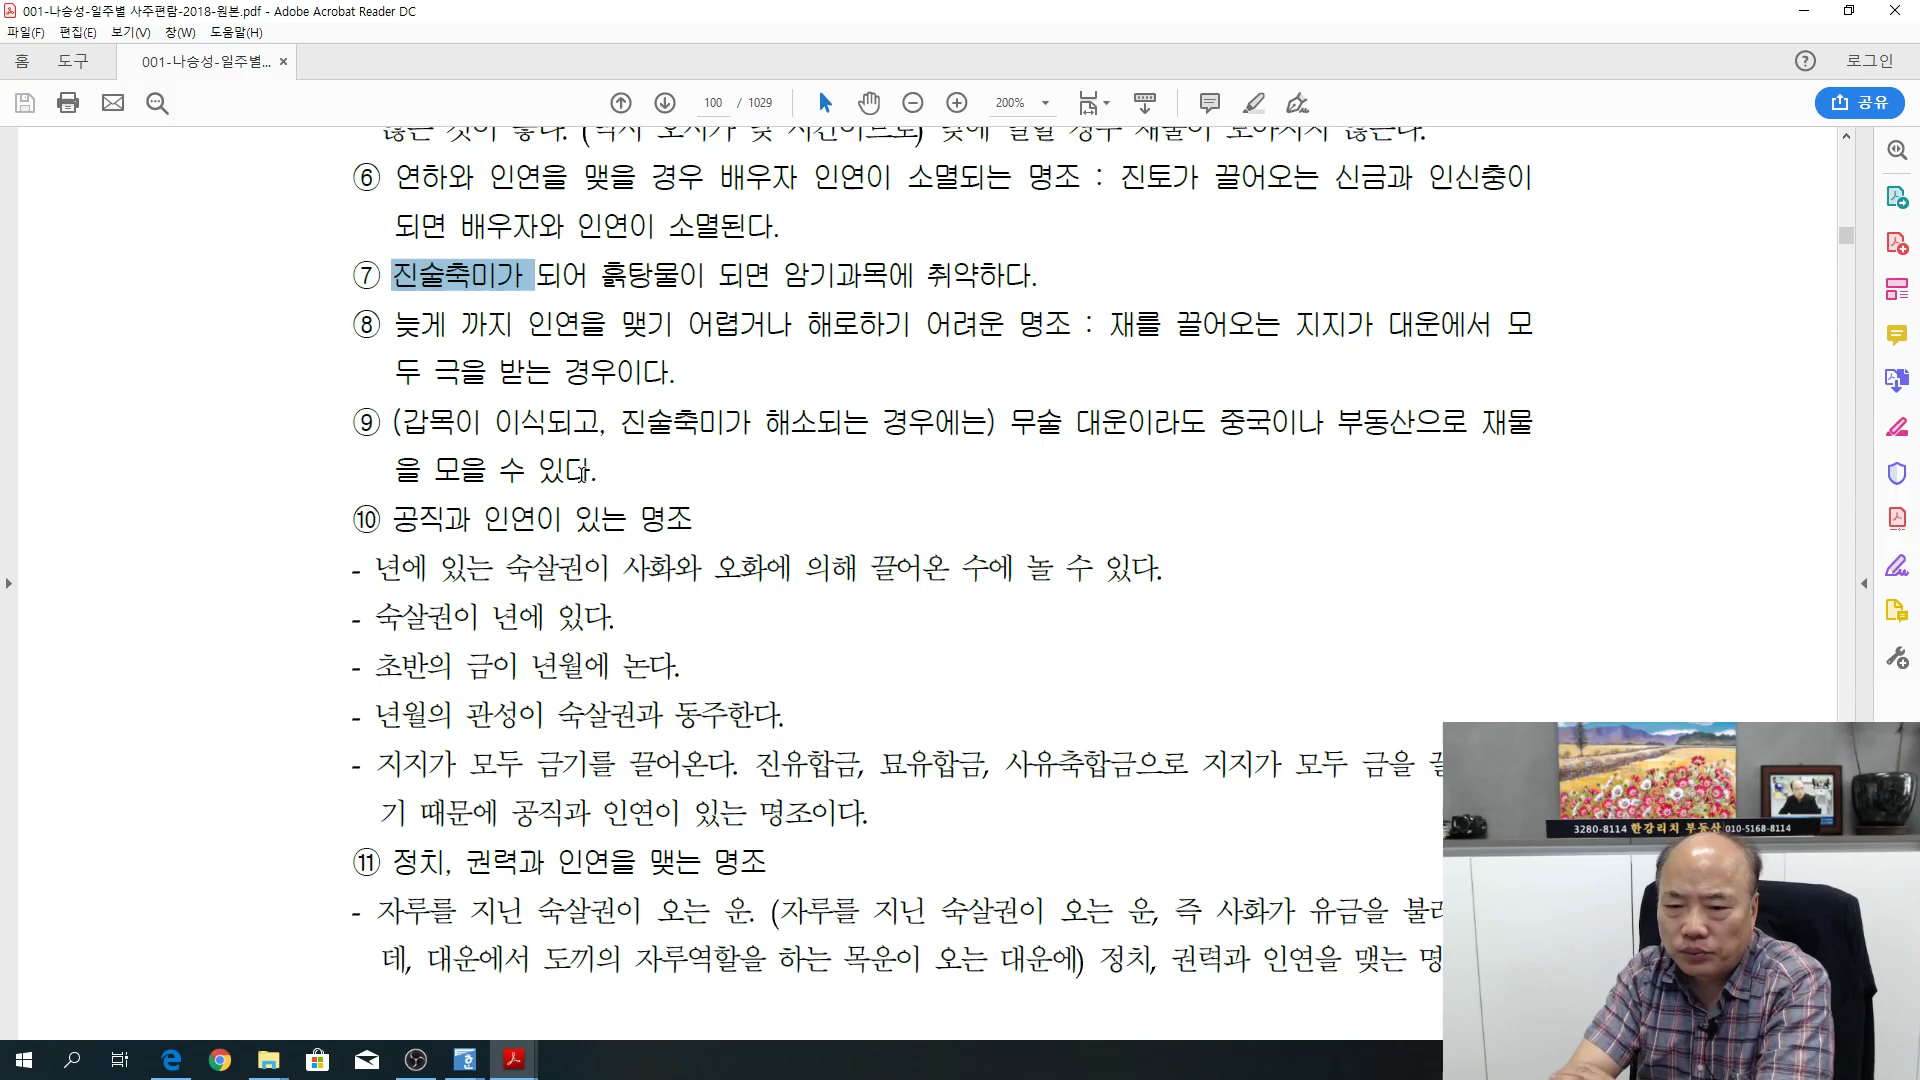 001-나승성-일주별 사주편람-2018-원본.pdf - Adobe Acrobat Reader DC
파일(F) 편집(E) 보기(V) 창(W) 도움말(H)
홈 도구 001-나승성-일주별... × 로그인
100 / 1029 200% 공유
⑥ 연하와 인연을 맺을 경우 배우자 인연이 소멸되는 명조 : 진토가 끌어오는 신금과 인신충이
되면 배우자와 인연이 소멸된다.
⑦ 진술축미가 되어 흙탕물이 되면 암기과목에 취약하다.
⑧ 늦게 까지 인연을 맺기 어렵거나 해로하기 어려운 명조 : 재를 끌어오는 지지가 대운에서 모
두 극을 받는 경우이다.
⑨ (갑목이 이식되고, 진술축미가 해소되는 경우에는) 무술 대운이라도 중국이나 부동산으로 재물
을 모을 수 있다.
⑩ 공직과 인연이 있는 명조
- 년에 있는 숙살권이 사화와 오화에 의해 끌어온 수에 놀 수 있다.
- 숙살권이 년에 있다.
- 초반의 금이 년월에 논다.
- 년월의 관성이 숙살권과 동주한다.
- 지지가 모두 금기를 끌어온다. 진유합금, 묘유합금, 사유축합금으로 지지가 모두 금을
기 때문에 공직과 인연이 있는 명조이다.
⑪ 정치, 권력과 인연을 맺는 명조
- 자루를 지닌 숙살권이 오는 운. (자루를 지닌 숙살권이 오는 운, 즉 사화가 유금을
데, 대운에서 도끼의 자루역할을 하는 목운이 오는 대운에) 정치, 권력과 인연을 맺는 명
3280-8114 한강리치 부동산 010-5168-8114